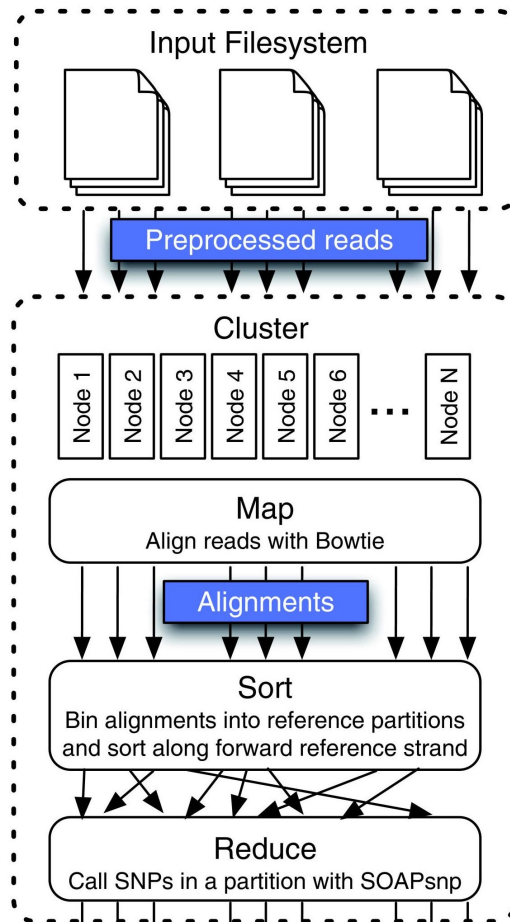 Input Filesystem
Preprocessed reads
Cluster
Node 1
Node 2
Node 3
Node 4
Node 5
Node 6
...
Node N
Map
Align reads with Bowtie
Alignments
Sort
Bin alignments into reference partitions
and sort along forward reference strand
Reduce
Call SNPs in a partition with SOAPsnp